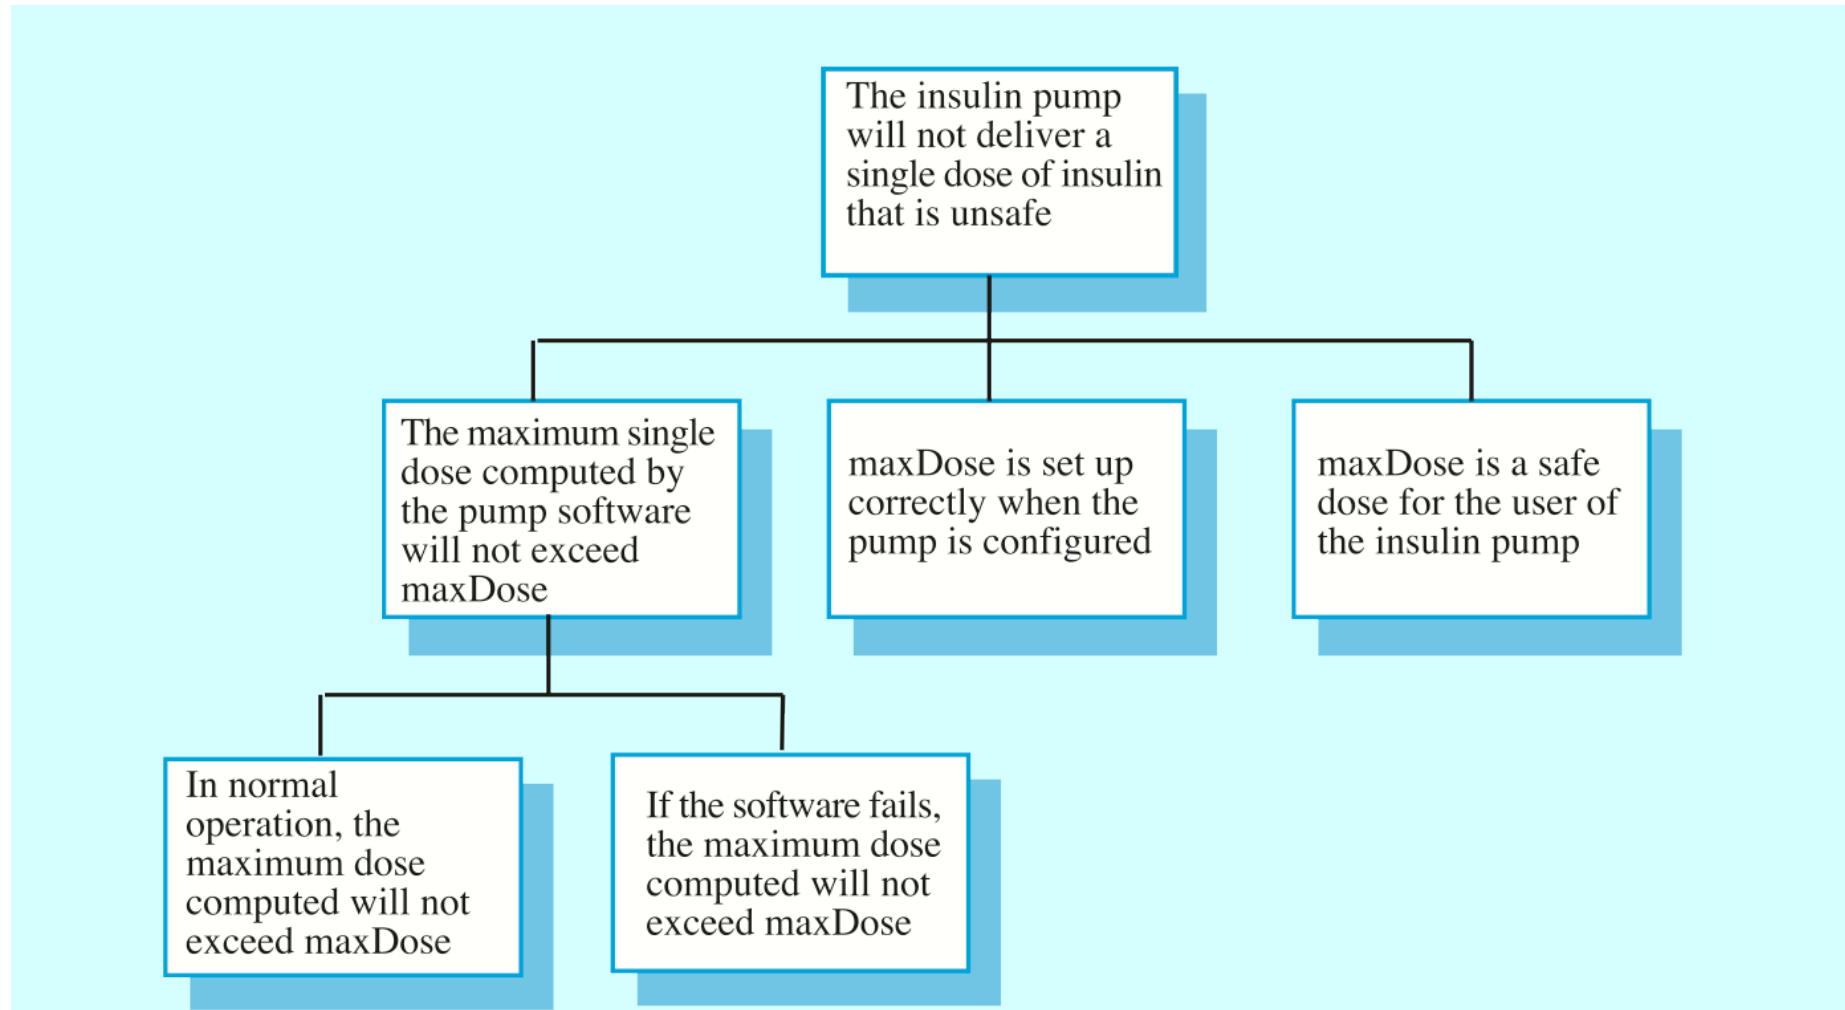 The insulin pump
will not deliver a
single dose of insulin
that is unsafe
The maximum single
dose computed by
the pump software
will not exceed
maxDose
maxDose is set up
correctly when the
pump is configured
maxDose is a safe
dose for the user of
the insulin pump
In normal
operation, the
maximum dose
computed will not
exceed maxDose
If the software fails,
the maximum dose
computed will not
exceed maxDose